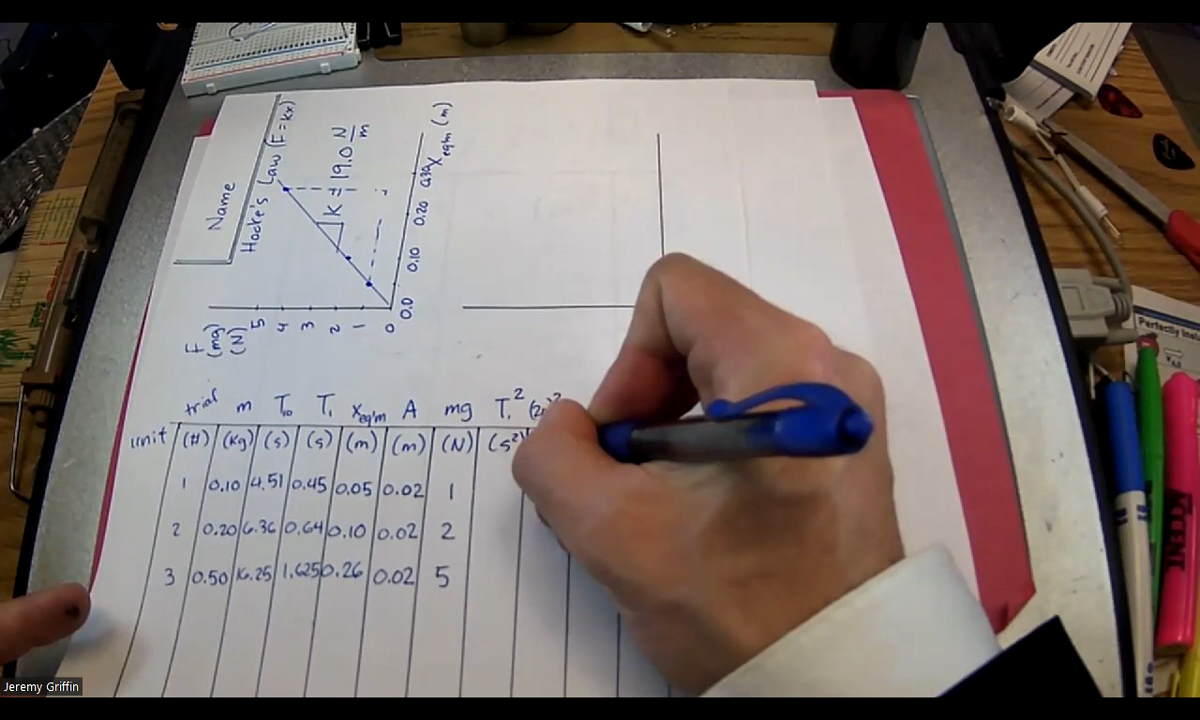 Name
Hooke's Law (F = kx)
k = 19.0 N/m
F
(mg)
(N)
5
4
3
2
1
0
0.0 0.10 0.20 0.30 Xeq'm (m)
trial m T₁₀ T₁ Xeq'm A mg T₁²
unit (#) (kg) (s) (s) (m) (m) (N) (s²)
1 0.10 4.51 0.45 0.05 0.02 1
2 0.20 6.36 0.64 0.10 0.02 2
3 0.50 16.25 1.625 0.26 0.02 5
Jeremy Griffin
Perfectly